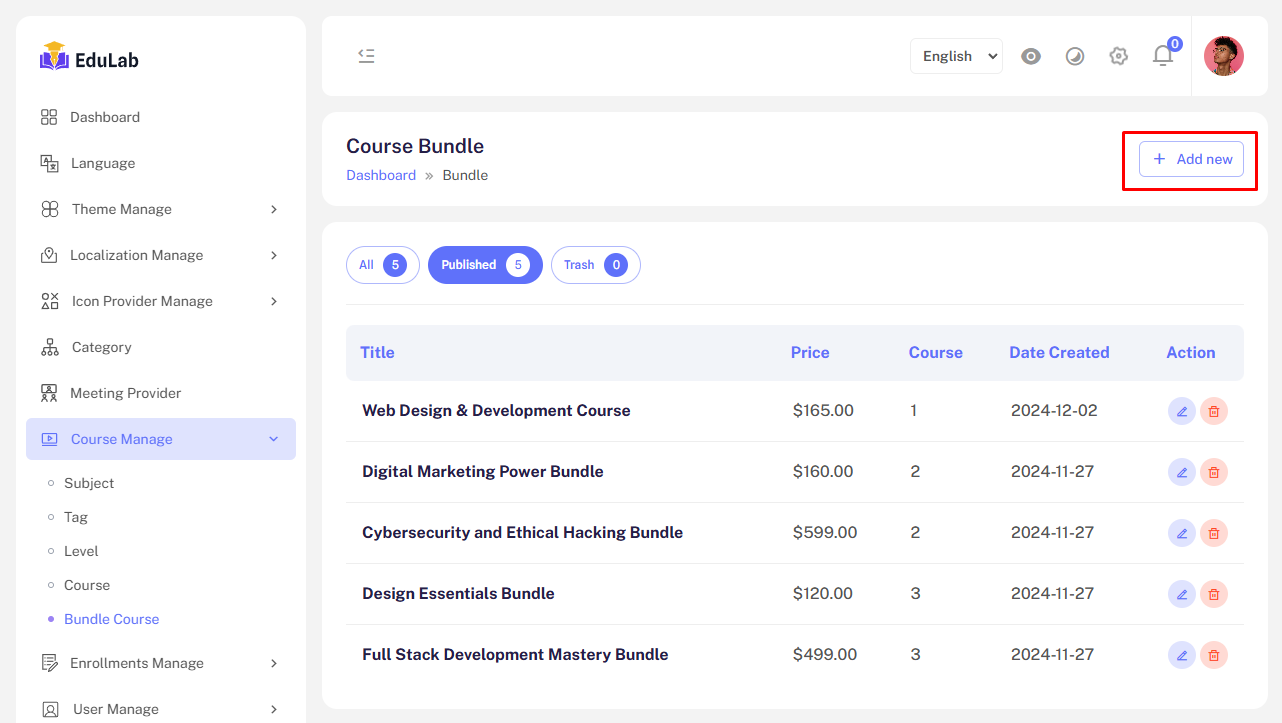 EduLab
Dashboard
Language
Theme Manage
Localization Manage
Icon Provider Manage
Category
Meeting Provider
Course Manage
Subject
Tag
Level
Course
Bundle Course
Enrollments Manage
User Manage
English
0
Course Bundle
Dashboard » Bundle
+ Add new
All 5 Published 5 Trash 0
Title Price Course Date Created Action
Web Design & Development Course $165.00 1 2024-12-02
Digital Marketing Power Bundle $160.00 2 2024-11-27
Cybersecurity and Ethical Hacking Bundle $599.00 2 2024-11-27
Design Essentials Bundle $120.00 3 2024-11-27
Full Stack Development Mastery Bundle $499.00 3 2024-11-27